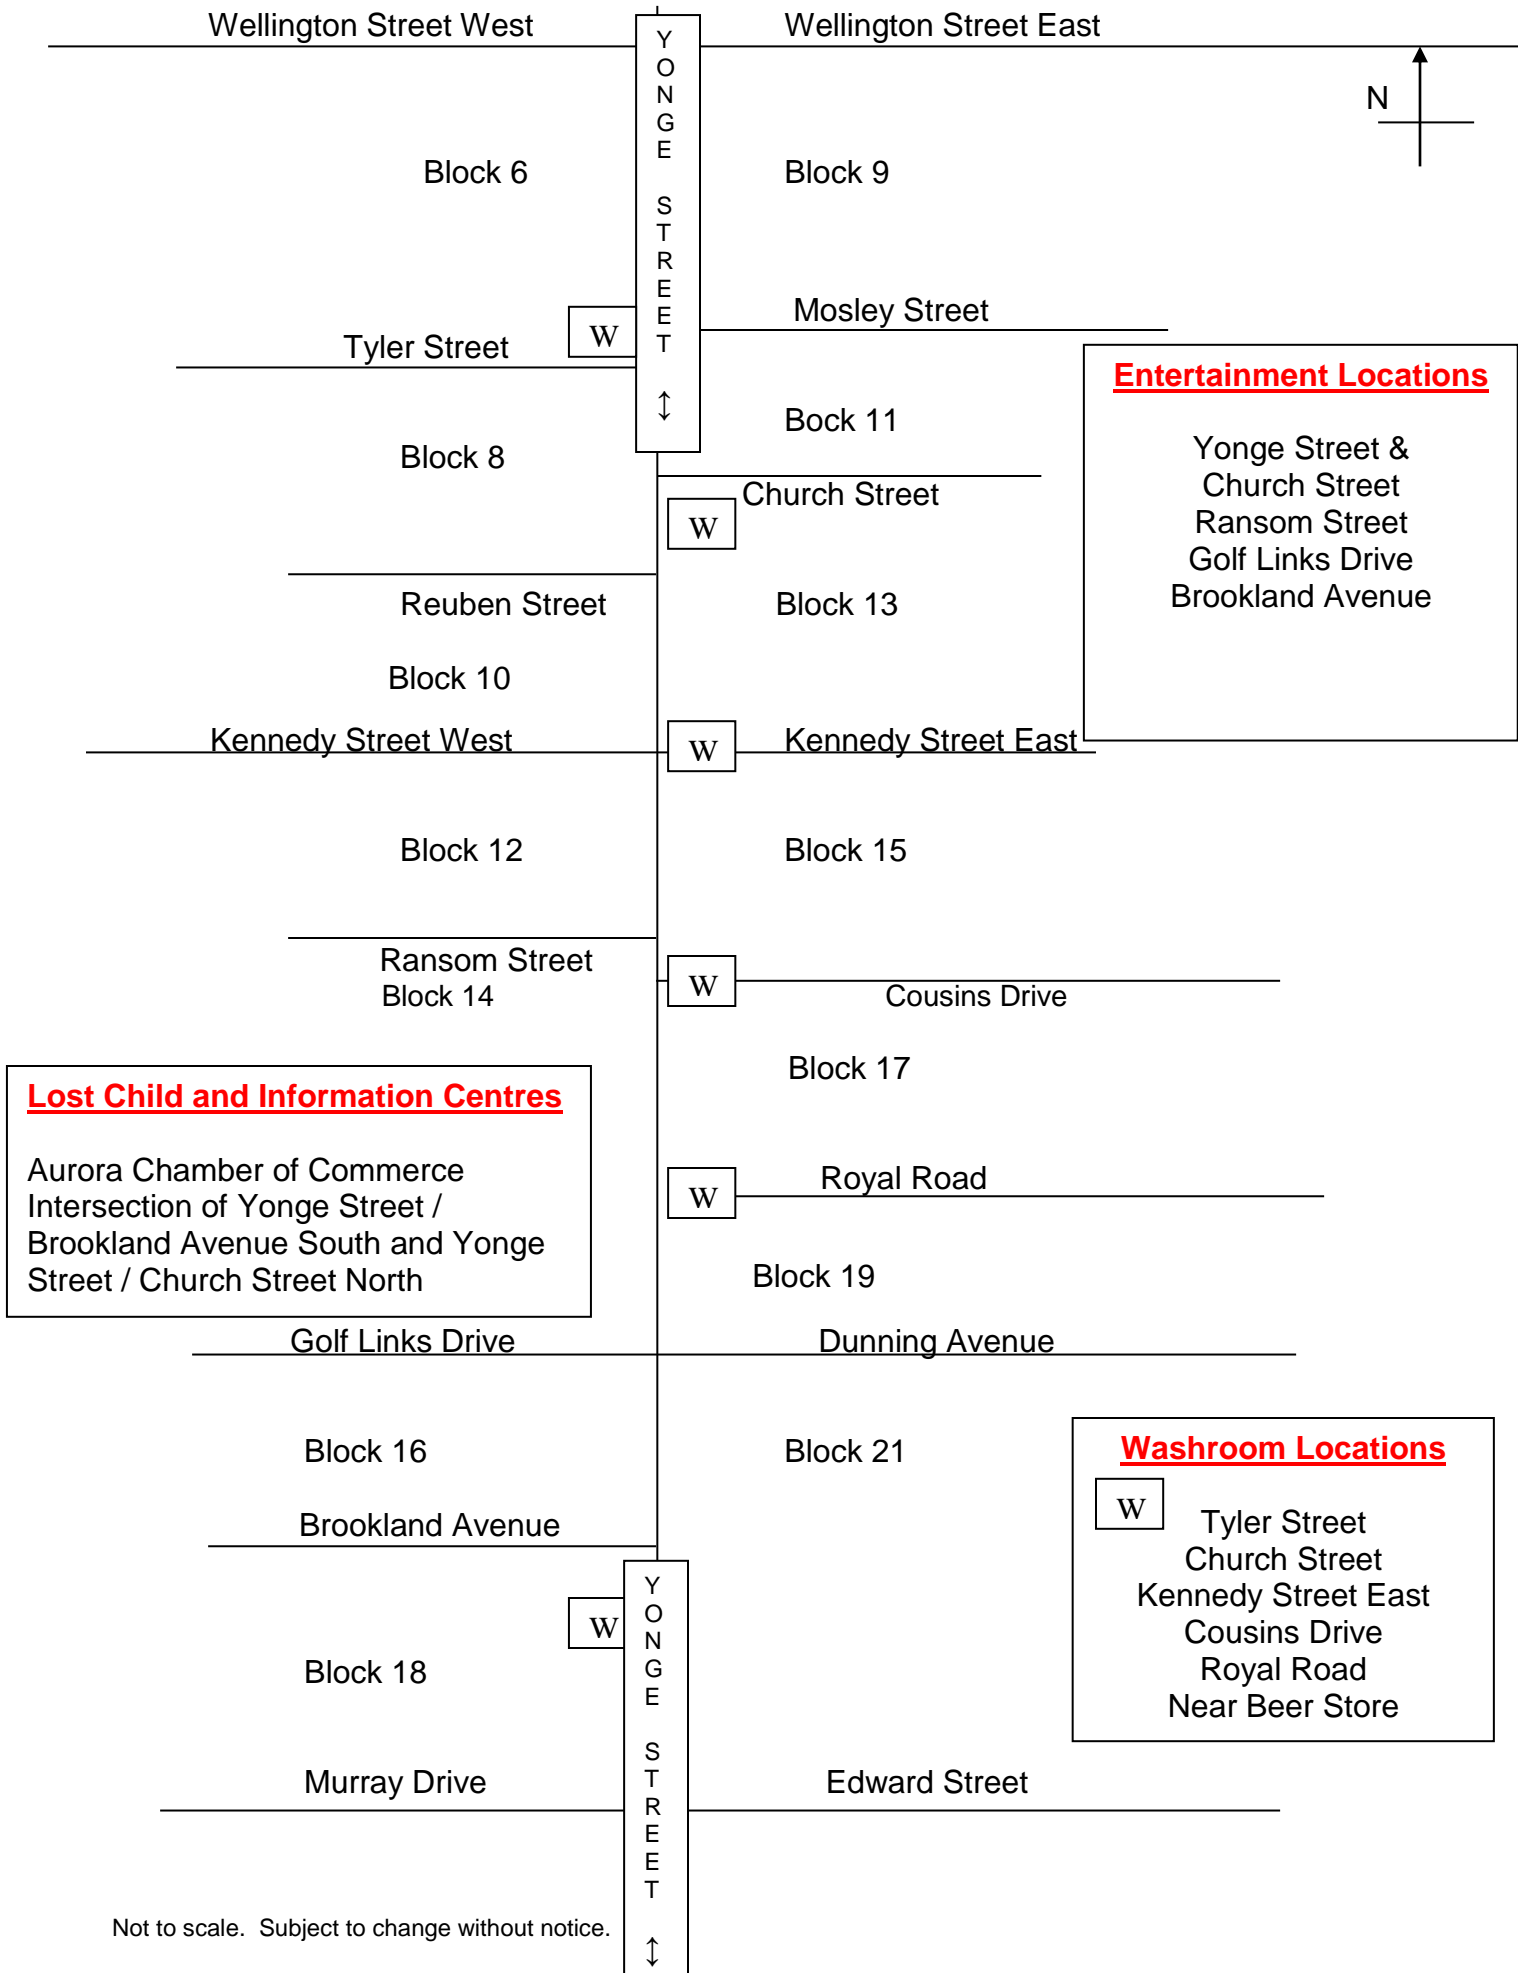 Wellington Street West
Wellington Street East
YONGE STREET ↕
N
Block 6
Block 9
Mosley Street
W
Tyler Street
Entertainment Locations
Yonge Street &
Church Street
Ransom Street
Golf Links Drive
Brookland Avenue
Bock 11
Block 8
Church Street
W
Reuben Street
Block 13
Block 10
Kennedy Street West
W
Kennedy Street East
Block 12
Block 15
Ransom Street
Block 14
W
Cousins Drive
Block 17
Lost Child and Information Centres
Aurora Chamber of Commerce
Intersection of Yonge Street /
Brookland Avenue South and Yonge
Street / Church Street North
W
Royal Road
Block 19
Golf Links Drive
Dunning Avenue
Block 16
Block 21
Washroom Locations
W
Tyler Street
Church Street
Kennedy Street East
Cousins Drive
Royal Road
Near Beer Store
Brookland Avenue
YONGE STREET ↕
W
Block 18
Murray Drive
Edward Street
Not to scale.  Subject to change without notice.